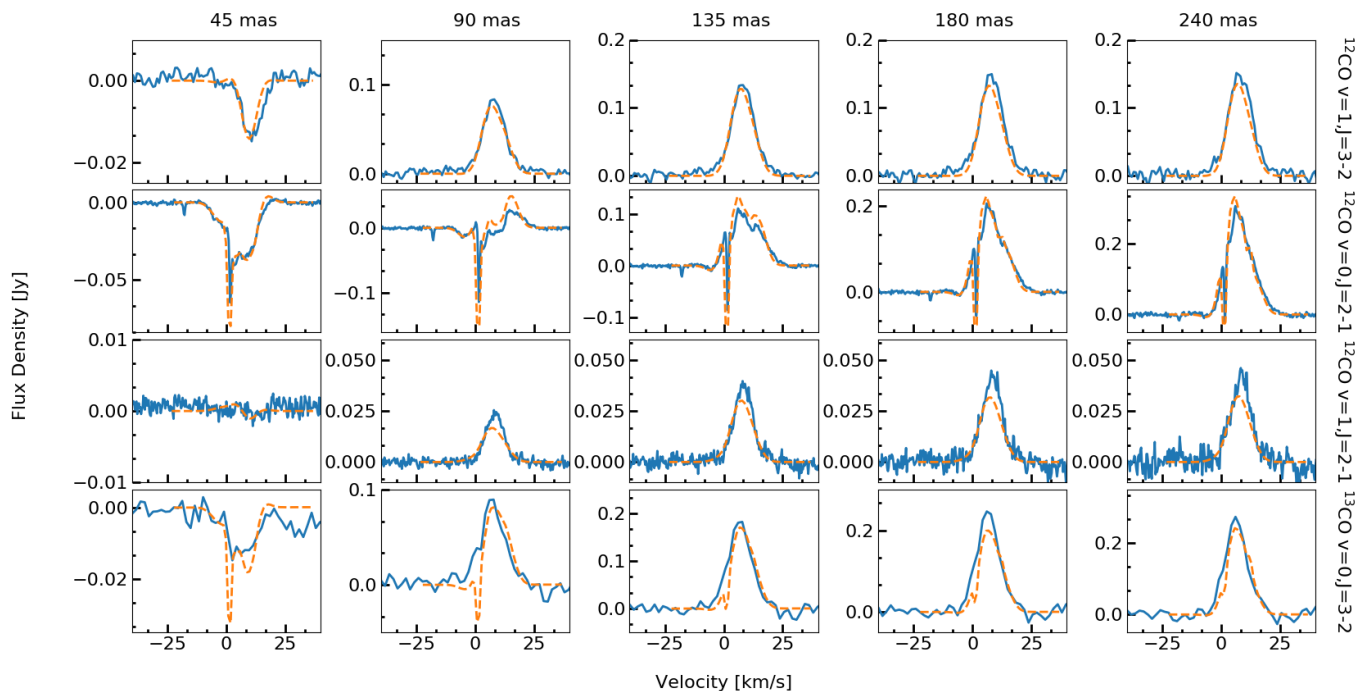 45 mas 90 mas 135 mas 180 mas 240 mas
0.00 −0.02 0.1 0.0 0.2 0.1 0.0 0.2 0.1 0.0 0.2 0.1 0.0 ¹²CO v=1,J=3-2
0.00 −0.05 0.0 −0.1 0.1 0.0 −0.1 0.2 0.0 0.2 0.0 ¹²CO v=0,J=2-1
0.01 0.00 −0.01 0.050 0.025 0.000 0.050 0.025 0.000 0.050 0.025 0.000 0.050 0.025 0.000 ¹²CO v=1,J=2-1
0.00 −0.02 0.1 0.0 0.3 0.2 0.1 0.0 0.2 0.0 0.2 0.0 ¹³CO v=0,J=3-2
−25 0 25 −25 0 25 −25 0 25 −25 0 25 −25 0 25
Flux Density [Jy]
Velocity [km/s]